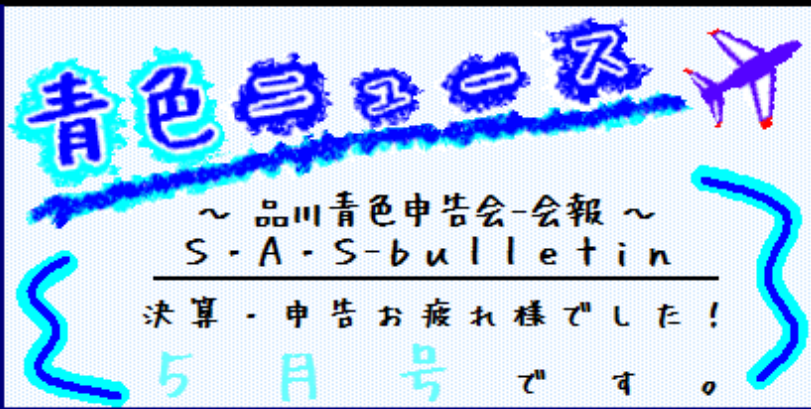 青色ニュース
～ 品川青色申告会-会報 ～
S・A・S-bulletin
決算・申告お疲れ様でした！
5月号です。